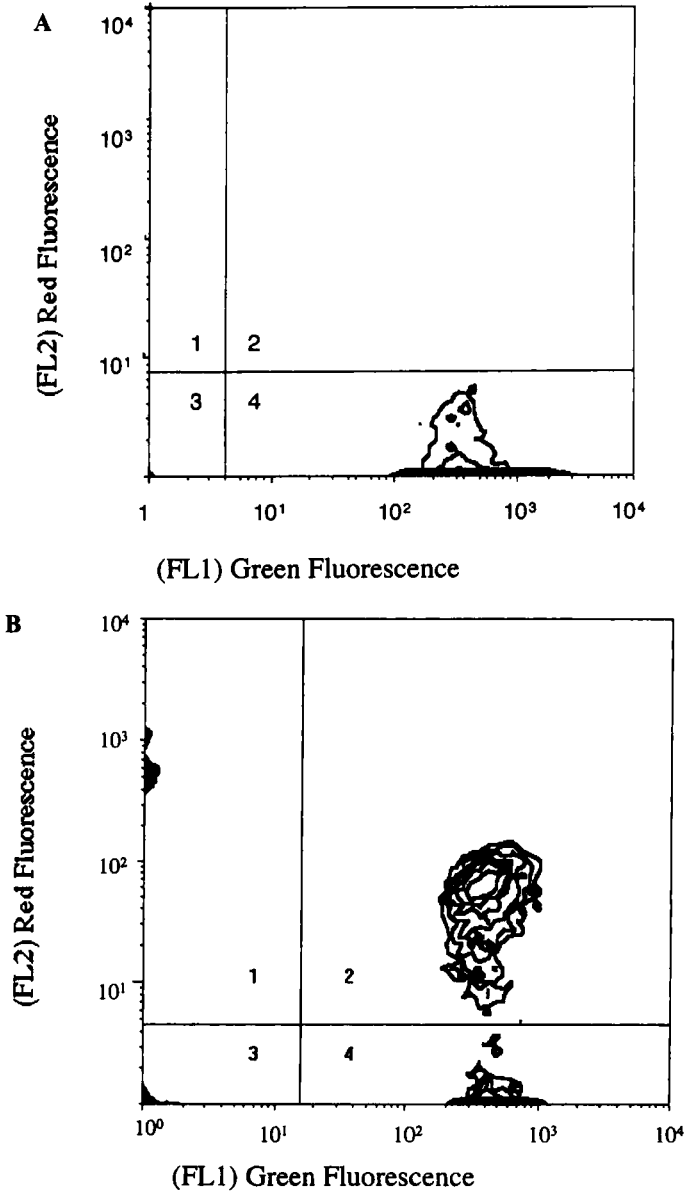 A
10⁴
10³
10²
10¹
(FL2) Red Fluorescence
1 2
3 4
1 10¹ 10² 10³ 10⁴
(FL1) Green Fluorescence
B
10⁴
10³
10²
10¹
(FL2) Red Fluorescence
1 2
3 4
10⁰ 10¹ 10² 10³ 10⁴
(FL1) Green Fluorescence